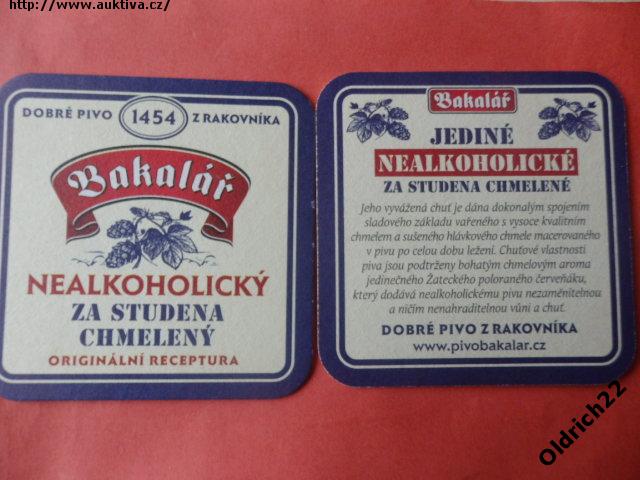 http://www.auktiva.cz/
DOBRÉ PIVO 1454 Z RAKOVNÍKA
Bakalář
NEALKOHOLICKÝ
ZA STUDENA
CHMELENÝ
ORIGINÁLNÍ RECEPTURA
Bakalář
JEDINÉ
NEALKOHOLICKÉ
ZA STUDENA CHMELENÉ
Jeho vyvážená chuť je dána dokonalým spojením
sladového základu vařeného s vysoce kvalitním
chmelem a sušeného hlávkového chmele macerovaného
v pivu po celou dobu ležení. Chuťové vlastnosti
piva jsou podtrženy bohatým chmelovým aroma
jedinečného Žateckého poloraného červeňáku,
který dodává nealkoholickému pivu nezaměnitelnou
a ničím nenahraditelnou vůni a chuť.
DOBRÉ PIVO Z RAKOVNÍKA
www.pivobakalar.cz
Oldrich22